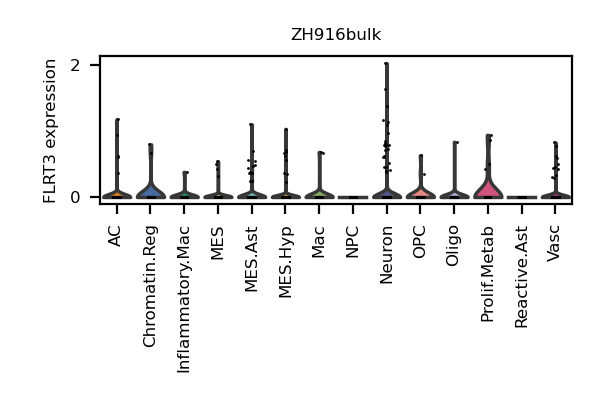 ZH916bulk
FLRT3 expression
2
0
AC
Chromatin.Reg
Inflammatory.Mac
MES
MES.Ast
MES.Hyp
Mac
NPC
Neuron
OPC
Oligo
Prolif.Metab
Reactive.Ast
Vasc